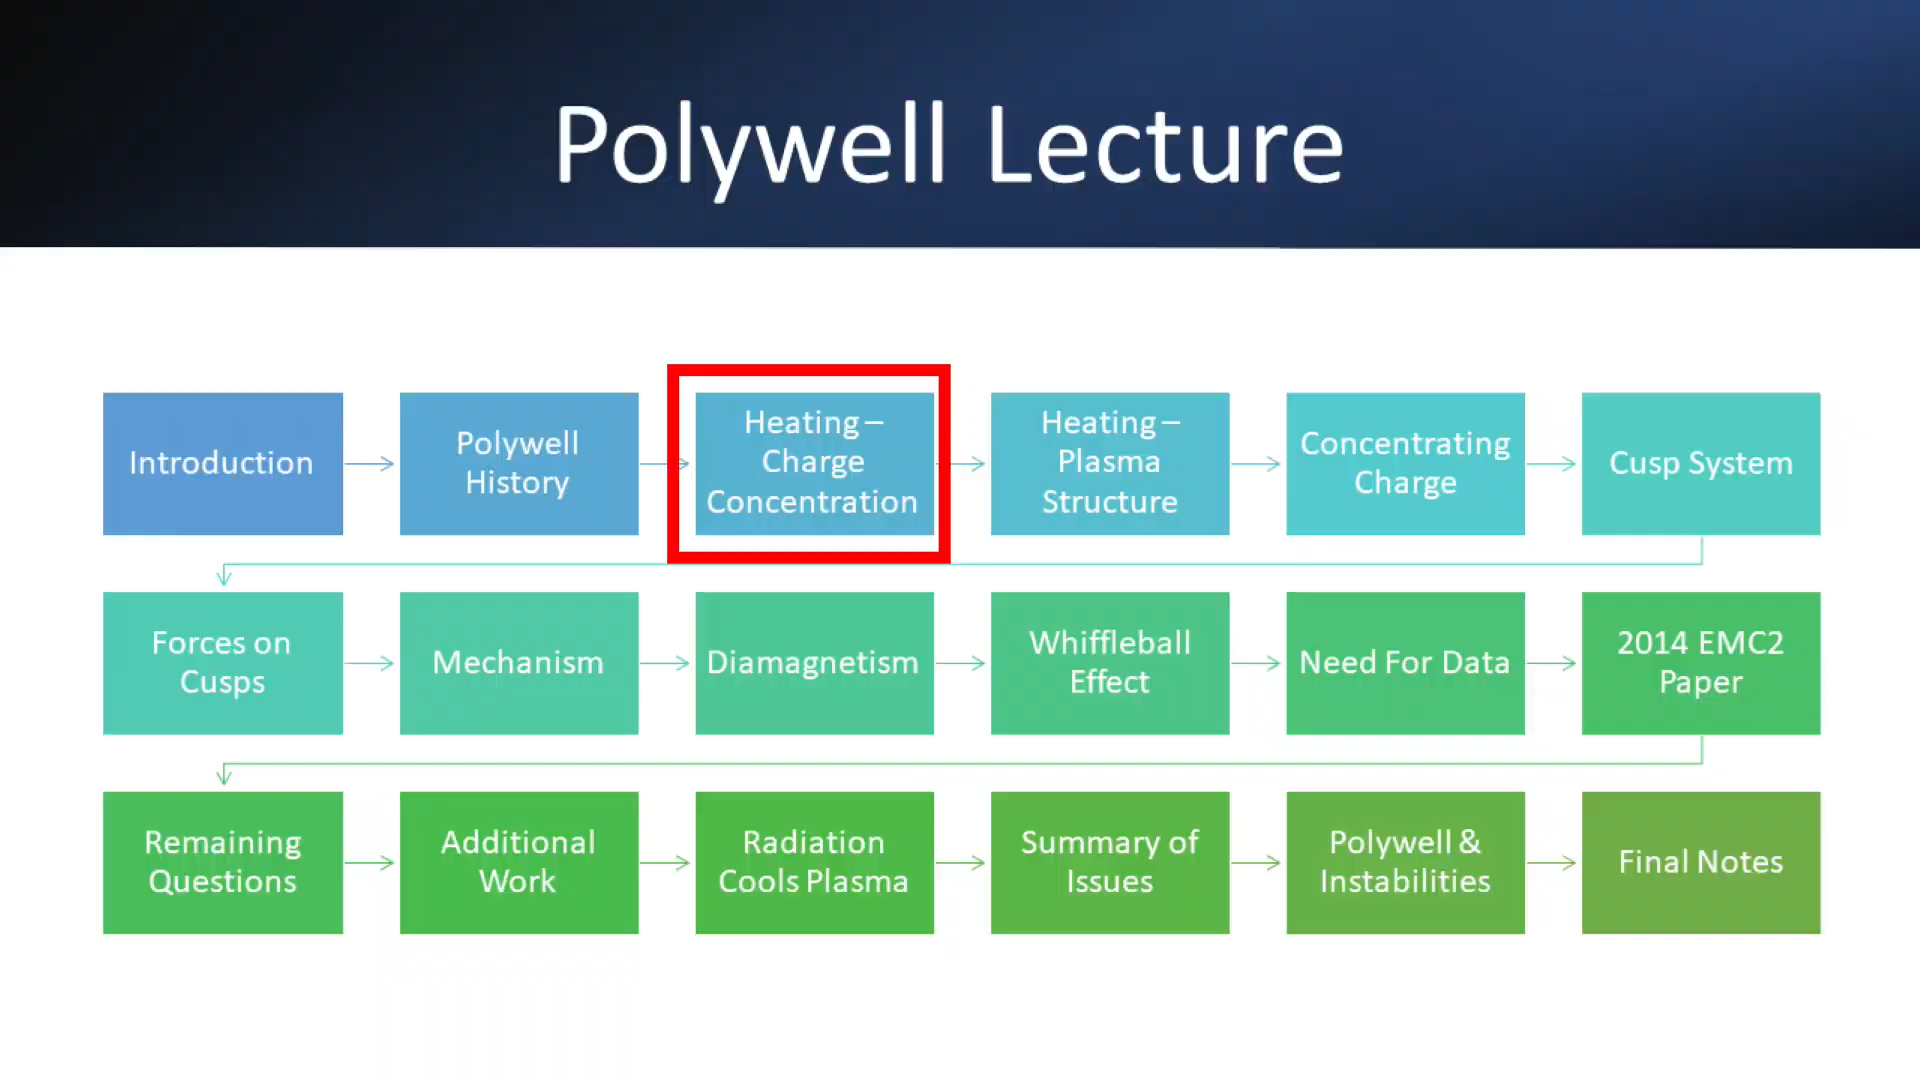 Polywell Lecture
Introduction
Polywell
History
Heating –
Charge
Concentration
Heating –
Plasma
Structure
Concentrating
Charge
Cusp System
Forces on
Cusps
Mechanism
Diamagnetism
Whiffleball
Effect
Need For Data
2014 EMC2
Paper
Remaining
Questions
Additional
Work
Radiation
Cools Plasma
Summary of
Issues
Polywell &
Instabilities
Final Notes